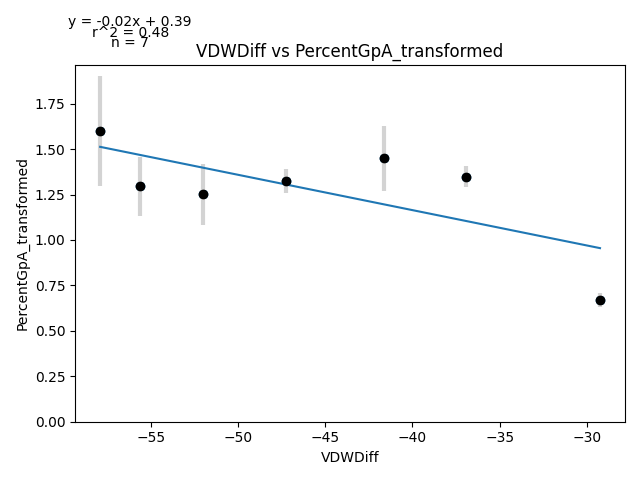 y = -0.02x + 0.39
r^2 = 0.48
n = 7
VDWDiff vs PercentGpA_transformed
PercentGpA_transformed
1.75
1.50
1.25
1.00
0.75
0.50
0.25
0.00
−55
−50
−45
−40
−35
−30
VDWDiff